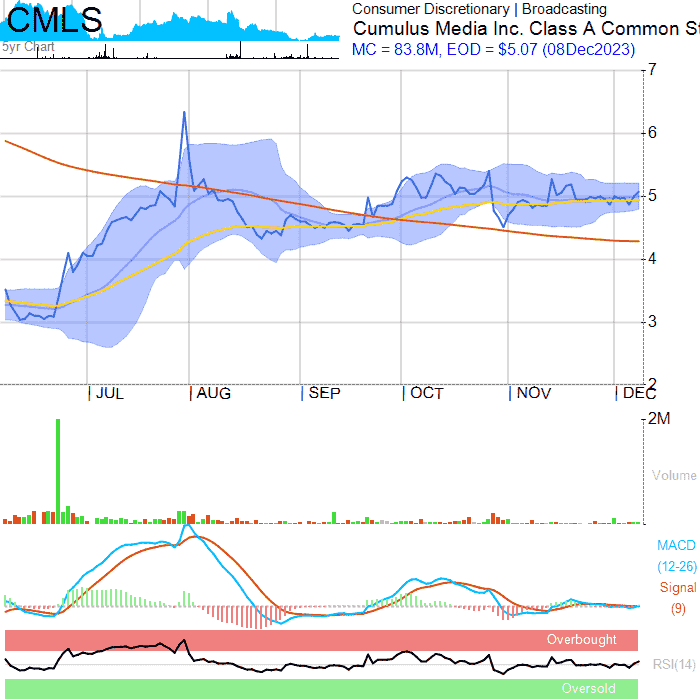 CMLS
5yr Chart
Consumer Discretionary | Broadcasting
Cumulus Media Inc. Class A Common St
MC = 83.8M, EOD = $5.07 (08Dec2023)
7
6
5
4
3
2
JUL AUG SEP OCT NOV DEC
2M
Volume
MACD
(12-26)
Signal
(9)
Overbought
RSI(14)
Oversold